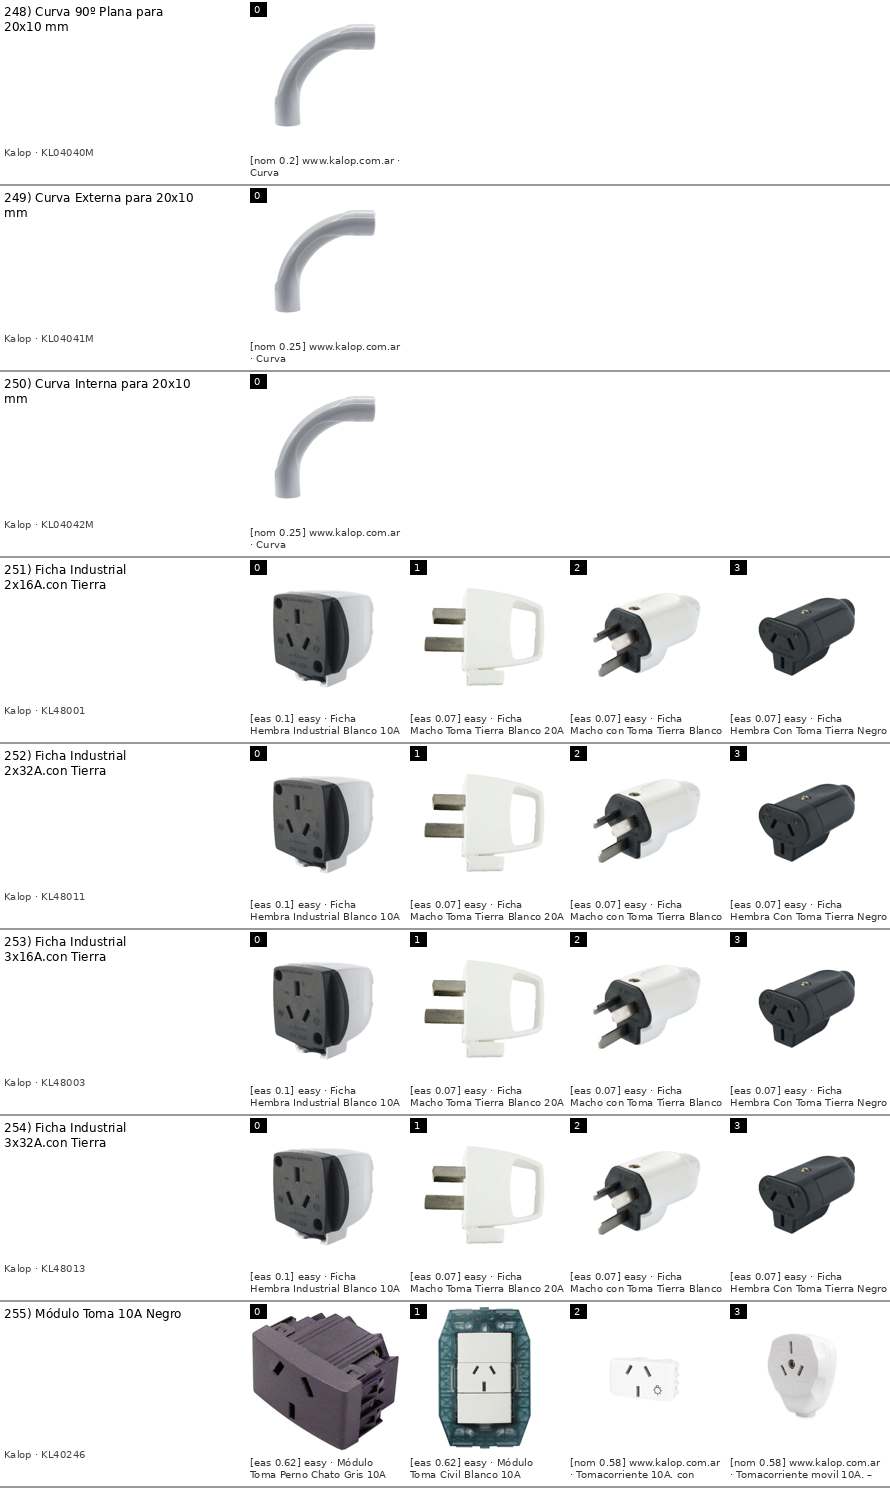 248) Curva 90º Plana para
20x10 mm
0
Kalop · KL04040M
[nom 0.2] www.kalop.com.ar ·
Curva
249) Curva Externa para 20x10
mm
0
Kalop · KL04041M
[nom 0.25] www.kalop.com.ar
· Curva
250) Curva Interna para 20x10
mm
0
Kalop · KL04042M
[nom 0.25] www.kalop.com.ar
· Curva
251) Ficha Industrial
2x16A.con Tierra
0
1
2
3
Kalop · KL48001
[eas 0.1] easy · Ficha
Hembra Industrial Blanco 10A
[eas 0.07] easy · Ficha
Macho Toma Tierra Blanco 20A
[eas 0.07] easy · Ficha
Macho con Toma Tierra Blanco
[eas 0.07] easy · Ficha
Hembra Con Toma Tierra Negro
252) Ficha Industrial
2x32A.con Tierra
0
1
2
3
Kalop · KL48011
[eas 0.1] easy · Ficha
Hembra Industrial Blanco 10A
[eas 0.07] easy · Ficha
Macho Toma Tierra Blanco 20A
[eas 0.07] easy · Ficha
Macho con Toma Tierra Blanco
[eas 0.07] easy · Ficha
Hembra Con Toma Tierra Negro
253) Ficha Industrial
3x16A.con Tierra
0
1
2
3
Kalop · KL48003
[eas 0.1] easy · Ficha
Hembra Industrial Blanco 10A
[eas 0.07] easy · Ficha
Macho Toma Tierra Blanco 20A
[eas 0.07] easy · Ficha
Macho con Toma Tierra Blanco
[eas 0.07] easy · Ficha
Hembra Con Toma Tierra Negro
254) Ficha Industrial
3x32A.con Tierra
0
1
2
3
Kalop · KL48013
[eas 0.1] easy · Ficha
Hembra Industrial Blanco 10A
[eas 0.07] easy · Ficha
Macho Toma Tierra Blanco 20A
[eas 0.07] easy · Ficha
Macho con Toma Tierra Blanco
[eas 0.07] easy · Ficha
Hembra Con Toma Tierra Negro
255) Módulo Toma 10A Negro
0
1
2
3
Kalop · KL40246
[eas 0.62] easy · Módulo
Toma Perno Chato Gris 10A
[eas 0.62] easy · Módulo
Toma Civil Blanco 10A
[nom 0.58] www.kalop.com.ar
· Tomacorriente 10A. con
[nom 0.58] www.kalop.com.ar
· Tomacorriente movil 10A. –